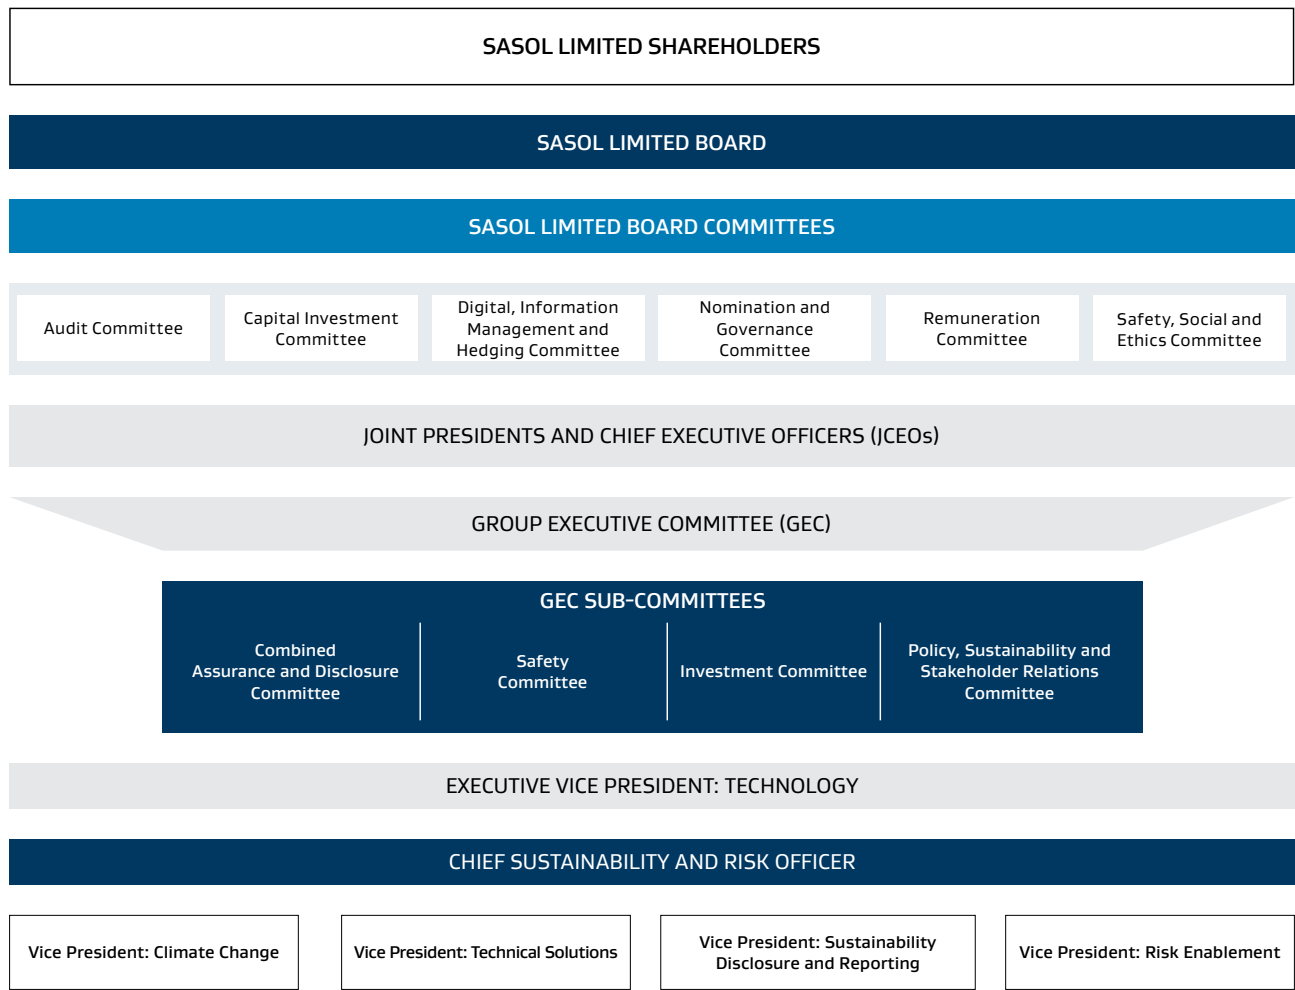 SASOL LIMITED SHAREHOLDERS
SASOL LIMITED BOARD
SASOL LIMITED BOARD COMMITTEES
Audit Committee
Capital Investment
Committee
Digital, Information
Management and
Hedging Committee
Nomination and
Governance
Committee
Remuneration
Committee
Safety, Social and
Ethics Committee
JOINT PRESIDENTS AND CHIEF EXECUTIVE OFFICERS (JCEOs)
GROUP EXECUTIVE COMMITTEE (GEC)
GEC SUB-COMMITTEES
Combined
Assurance and Disclosure
Committee
Safety
Committee
Investment Committee
Policy, Sustainability and
Stakeholder Relations
Committee
EXECUTIVE VICE PRESIDENT: TECHNOLOGY
CHIEF SUSTAINABILITY AND RISK OFFICER
Vice President: Climate Change
Vice President: Technical Solutions
Vice President: Sustainability
Disclosure and Reporting
Vice President: Risk Enablement